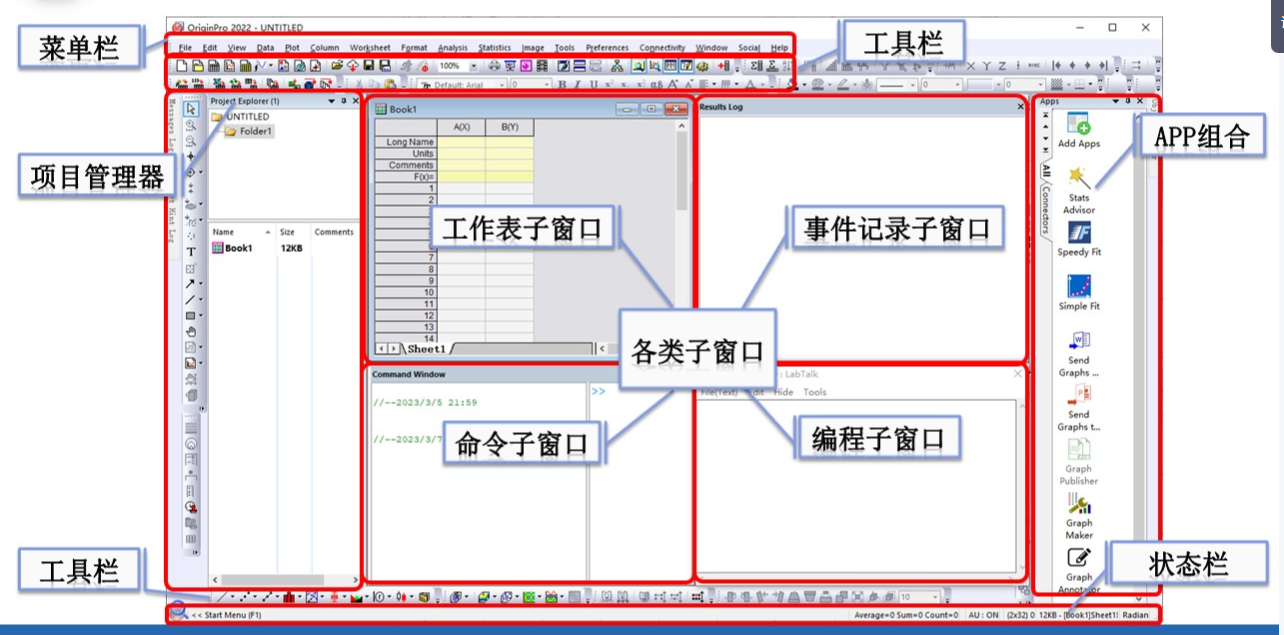 OriginPro 2022 - UNTITLED
菜单栏
工具栏
File Edit View Data Plot Column Worksheet Format Analysis Statistics Image Tools Preferences Connectivity Window Social Help
100%
X Y Z
Default: Arial 0 B I U
0 0
Messages Log
Hint Log
Project Explorer (1)
UNTITLED
Folder1
项目管理器
Name Size Comments
Book1 12KB
T
Book1
A(X) B(Y)
Long Name
Units
Comments
F(x)=
1
2
7
8
9
10
11
12
13
14
Sheet1
工作表子窗口
Results Log
事件记录子窗口
各类子窗口
Command Window
//--2023/3/5 21:59
//--2023/3/7
>>
命令子窗口
: LabTalk
File(Text) Edit Hide Tools
编程子窗口
Apps
All
Connectors
APP组合
Add Apps
Stats
Advisor
Speedy Fit
Simple Fit
Send
Graphs ...
Send
Graphs t...
Graph
Publisher
Graph
Maker
Graph
Annotator
工具栏
状态栏
10
<< Start Menu (F1)
Average=0 Sum=0 Count=0 AU : ON (2x32) 0 12KB - [Book1]Sheet1! Radian